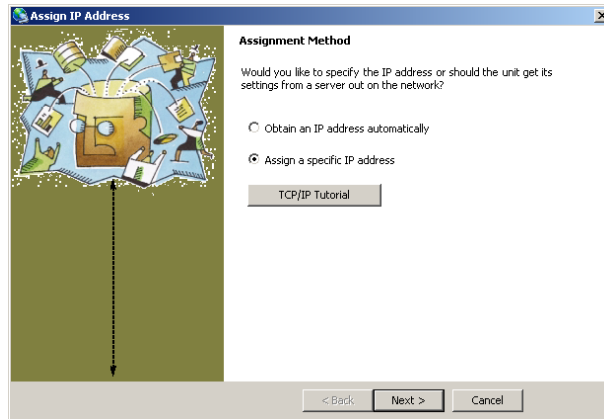 Assign IP Address
Assignment Method
Would you like to specify the IP address or should the unit get its
settings from a server out on the network?
Obtain an IP address automatically
Assign a specific IP address
TCP/IP Tutorial
< Back
Next >
Cancel